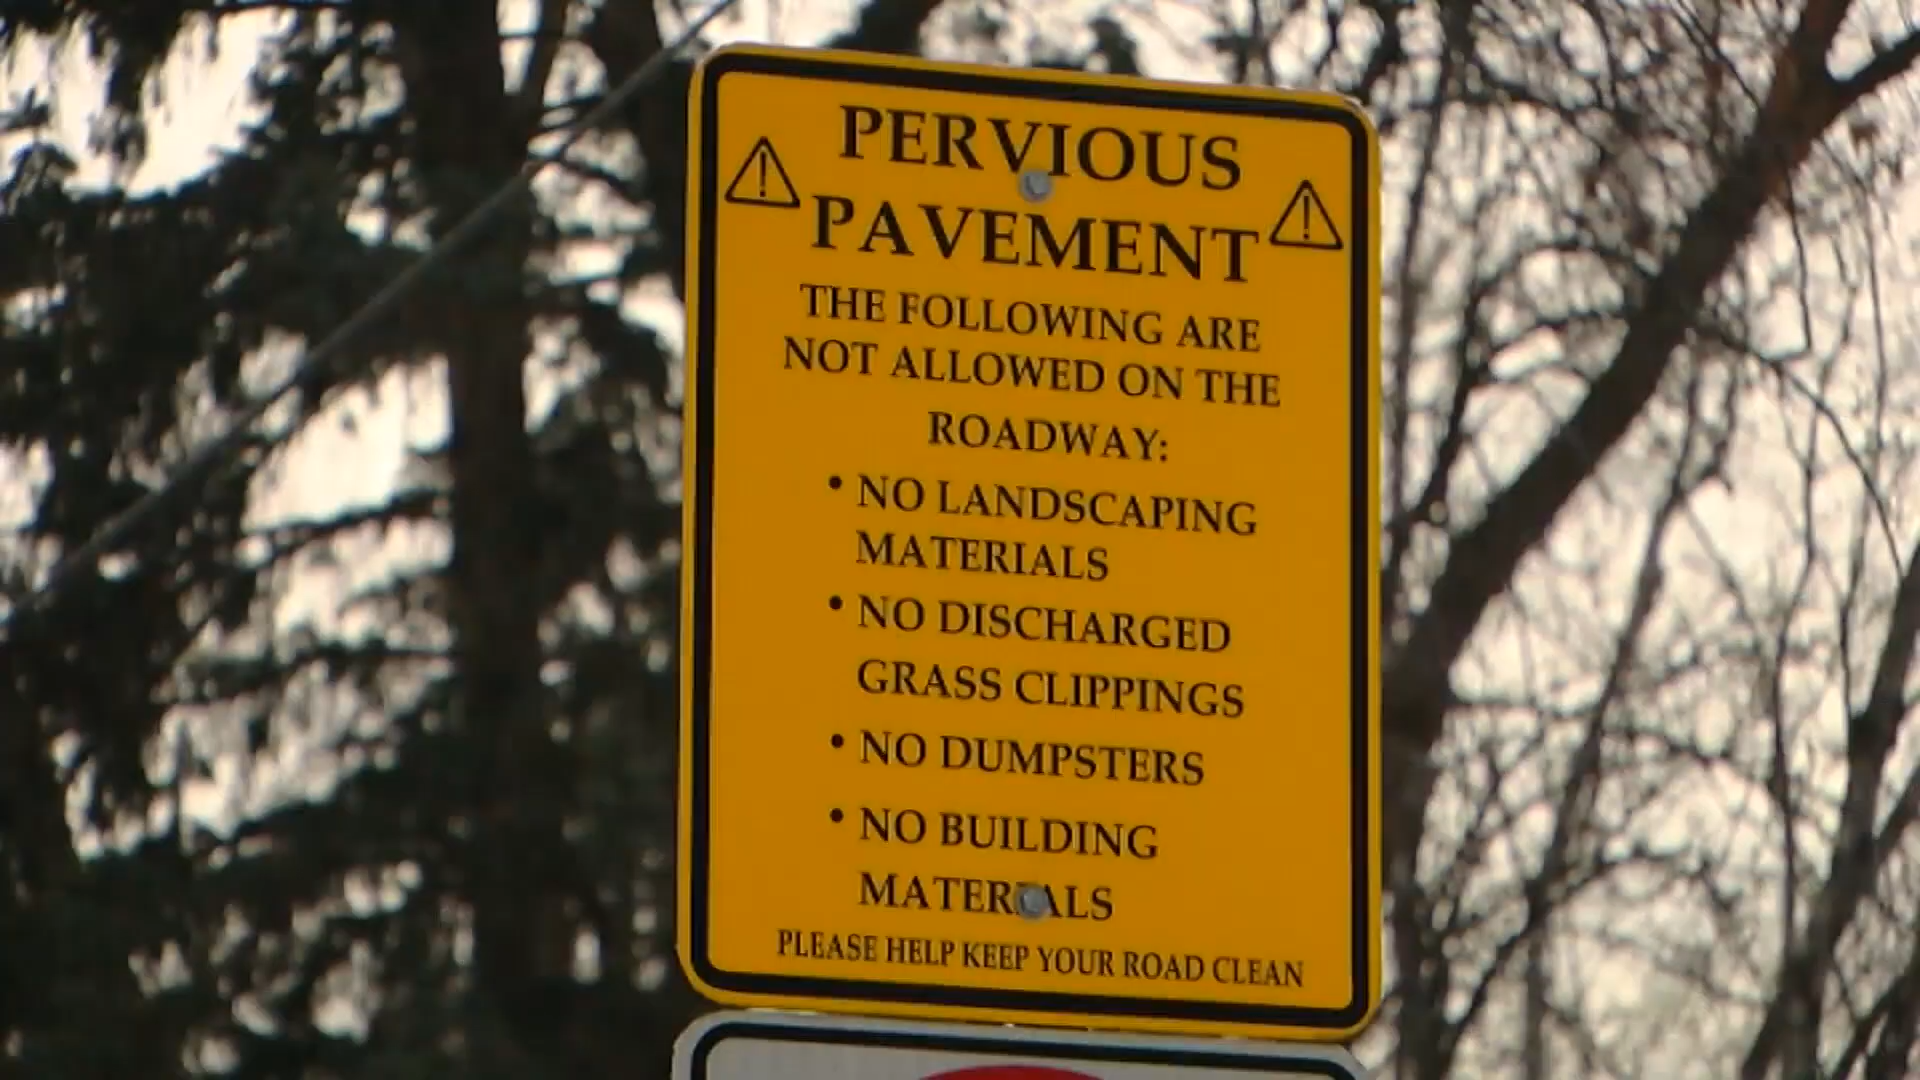 PERVIOUS
PAVEMENT
THE FOLLOWING ARE
NOT ALLOWED ON THE
ROADWAY:
• NO LANDSCAPING
MATERIALS
• NO DISCHARGED
GRASS CLIPPINGS
• NO DUMPSTERS
• NO BUILDING
MATERIALS
PLEASE HELP KEEP YOUR ROAD CLEAN